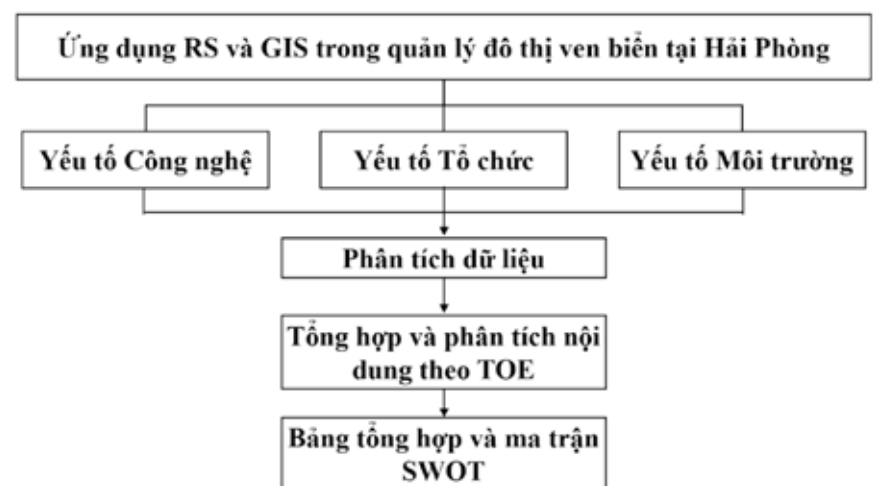 Ứng dụng RS và GIS trong quản lý đô thị ven biển tại Hải Phòng
Yếu tố Công nghệ
Yếu tố Tổ chức
Yếu tố Môi trường
Phân tích dữ liệu
Tổng hợp và phân tích nội
dung theo TOE
Bảng tổng hợp và ma trận
SWOT